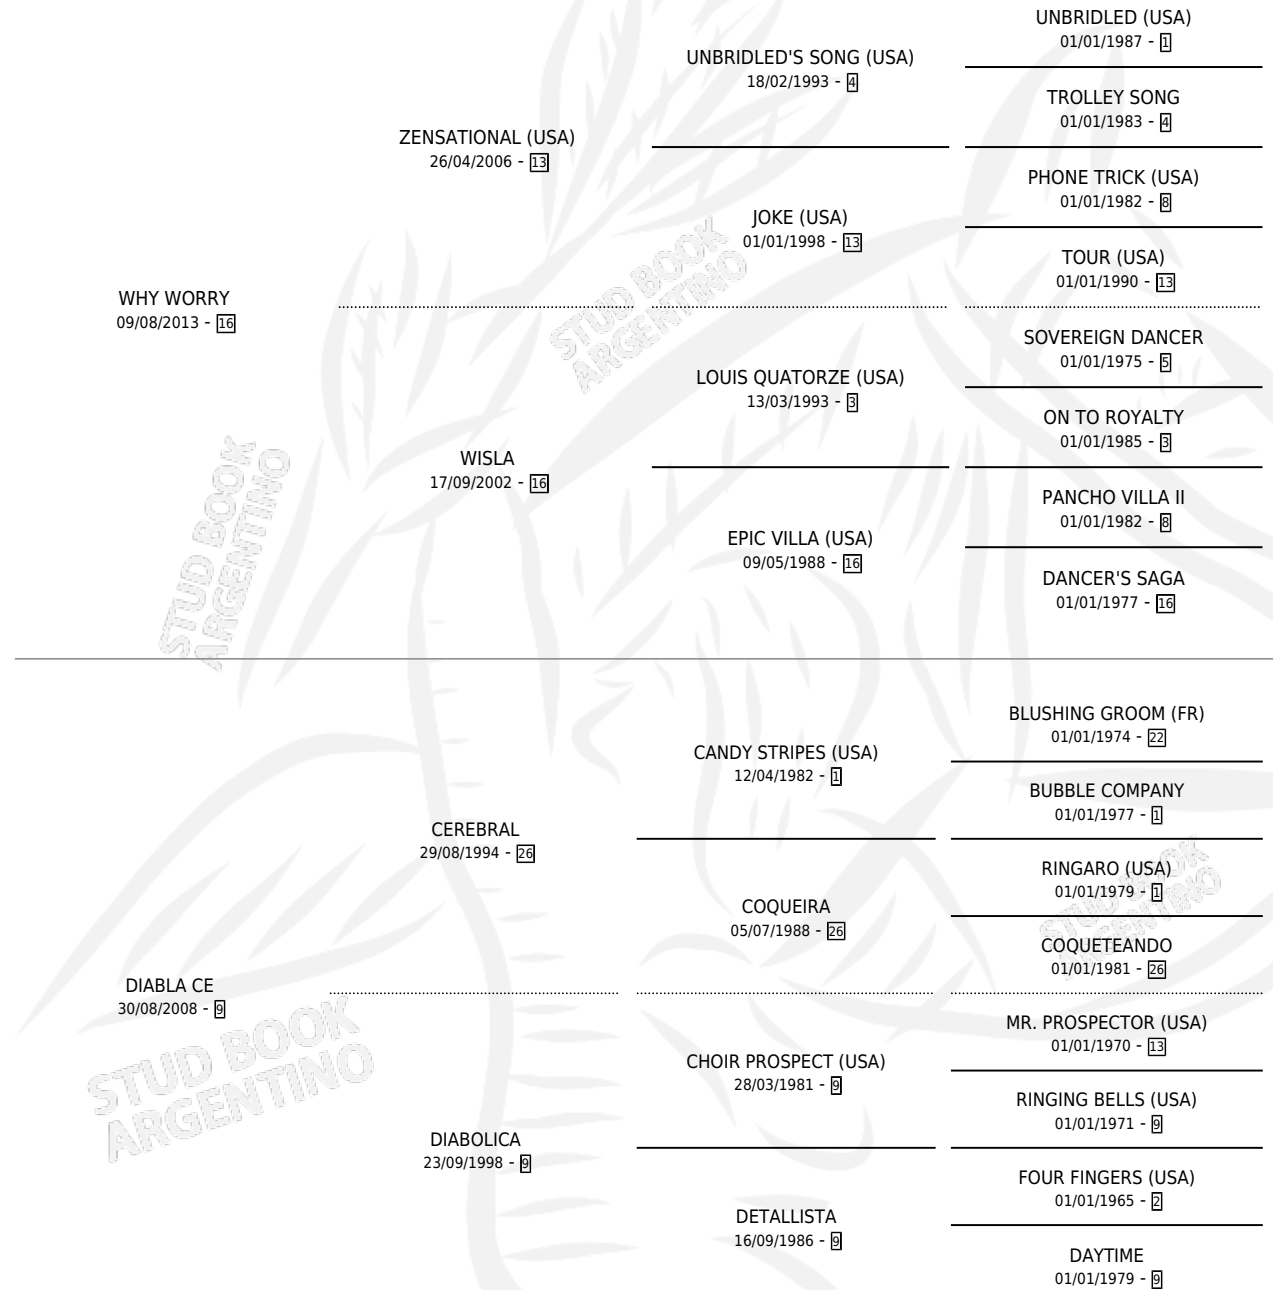 UNBRIDLED (USA)
01/01/1987 - 1
UNBRIDLED'S SONG (USA)
18/02/1993 - 4
TROLLEY SONG
01/01/1983 - 4
ZENSATIONAL (USA)
26/04/2006 - 13
PHONE TRICK (USA)
01/01/1982 - 8
JOKE (USA)
01/01/1998 - 13
TOUR (USA)
01/01/1990 - 13
WHY WORRY
09/08/2013 - 16
SOVEREIGN DANCER
01/01/1975 - 5
LOUIS QUATORZE (USA)
13/03/1993 - 3
ON TO ROYALTY
01/01/1985 - 3
WISLA
17/09/2002 - 16
PANCHO VILLA II
01/01/1982 - 8
EPIC VILLA (USA)
09/05/1988 - 16
DANCER'S SAGA
01/01/1977 - 16
STUD BOOK
ARGENTINO
STUD BOOK
ARGENTINO
BLUSHING GROOM (FR)
01/01/1974 - 22
CANDY STRIPES (USA)
12/04/1982 - 1
BUBBLE COMPANY
01/01/1977 - 1
CEREBRAL
29/08/1994 - 26
RINGARO (USA)
01/01/1979 - 1
COQUEIRA
05/07/1988 - 26
COQUETEANDO
01/01/1981 - 26
STUD BOOK
ARGENTINO
DIABLA CE
30/08/2008 - 9
MR. PROSPECTOR (USA)
01/01/1970 - 13
CHOIR PROSPECT (USA)
28/03/1981 - 9
RINGING BELLS (USA)
01/01/1971 - 9
STUD BOOK
ARGENTINO
DIABOLICA
23/09/1998 - 9
FOUR FINGERS (USA)
01/01/1965 - 2
DETALLISTA
16/09/1986 - 9
DAYTIME
01/01/1979 - 9